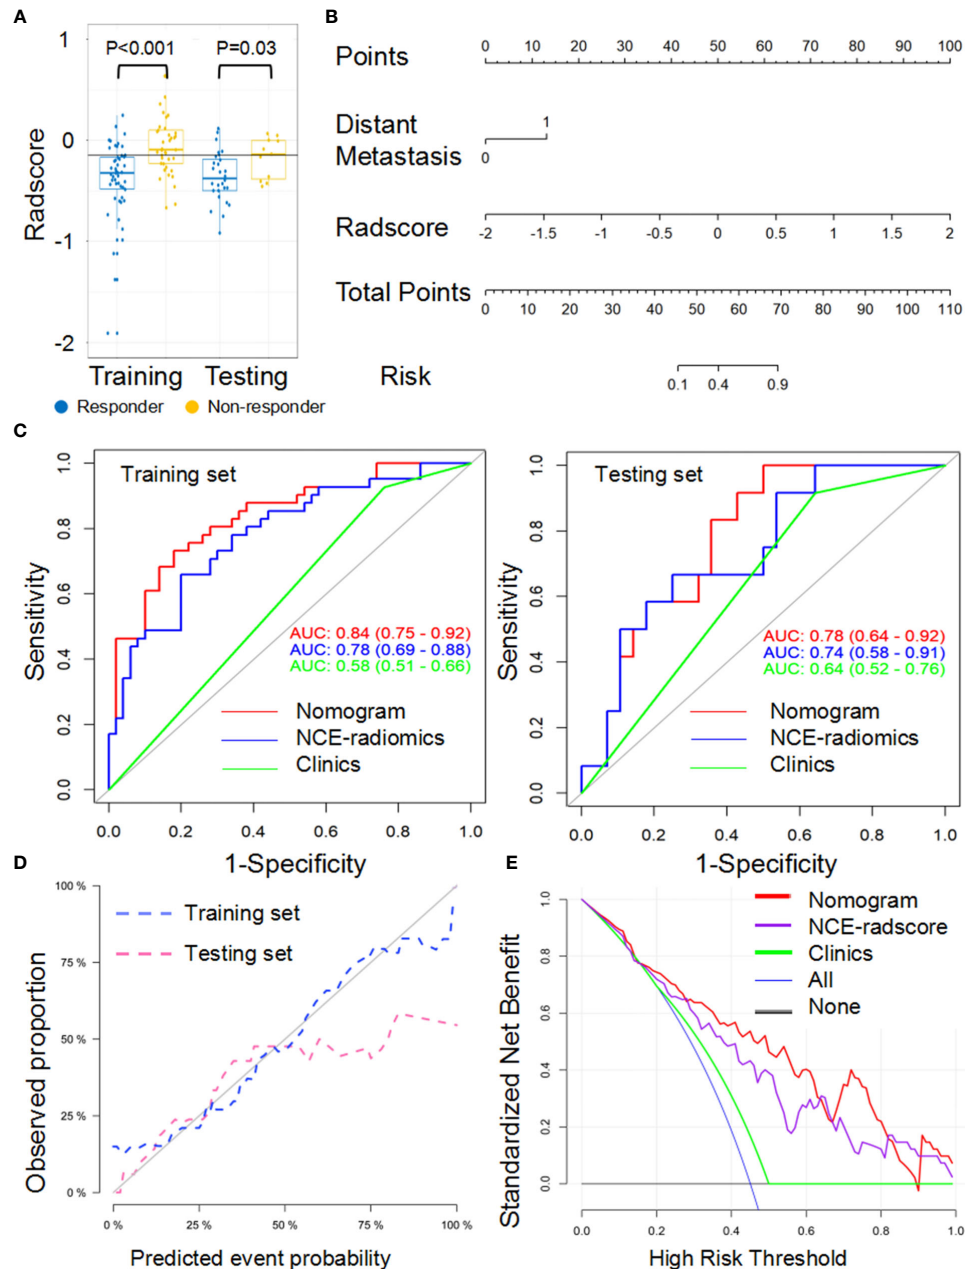 A
1
0
-1
-2
Radscore
P<0.001
P=0.03
Training
Testing
Responder
Non-responder
B
Points
0 10 20 30 40 50 60 70 80 90 100
Distant
Metastasis
1
0
Radscore
-2 -1.5 -1 -0.5 0 0.5 1 1.5 2
Total Points
0 10 20 30 40 50 60 70 80 90 100 110
Risk
0.1 0.4 0.9
C
Training set
Sensitivity
0.0 0.2 0.4 0.6 0.8 1.0
AUC: 0.84 (0.75 - 0.92)
AUC: 0.78 (0.69 - 0.88)
AUC: 0.58 (0.51 - 0.66)
Nomogram
NCE-radiomics
Clinics
0.0 0.2 0.4 0.6 0.8 1.0
1-Specificity
Testing set
Sensitivity
0.0 0.2 0.4 0.6 0.8 1.0
AUC: 0.78 (0.64 - 0.92)
AUC: 0.74 (0.58 - 0.91)
AUC: 0.64 (0.52 - 0.76)
Nomogram
NCE-radiomics
Clinics
0.0 0.2 0.4 0.6 0.8 1.0
1-Specificity
D
Observed proportion
100 %
75 %
50 %
25 %
0 %
Training set
Testing set
0 % 25 % 50 % 75 % 100 %
Predicted event probability
E
Standardized Net Benefit
1.0
0.8
0.6
0.4
0.2
0.0
Nomogram
NCE-radscore
Clinics
All
None
0.0 0.2 0.4 0.6 0.8 1.0
High Risk Threshold